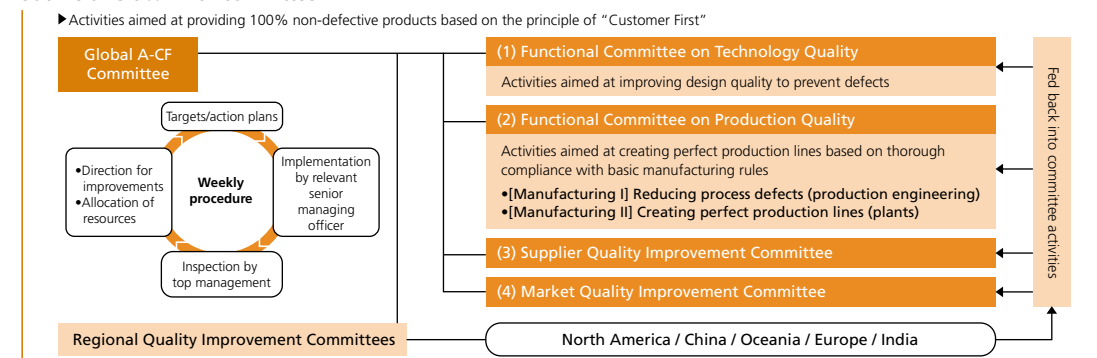 ▶Activities aimed at providing 100% non-defective products based on the principle of “Customer First”
Global A-CF
Committee
Targets/action plans
•Direction for
improvements
•Allocation of
resources
Weekly
procedure
Implementation
by relevant
senior
managing
officer
Inspection by
top management
(1) Functional Committee on Technology Quality
Activities aimed at improving design quality to prevent defects
(2) Functional Committee on Production Quality
Activities aimed at creating perfect production lines based on thorough
compliance with basic manufacturing rules
•[Manufacturing I] Reducing process defects (production engineering)
•[Manufacturing II] Creating perfect production lines (plants)
(3) Supplier Quality Improvement Committee
(4) Market Quality Improvement Committee
Fed back into committee activities
Regional Quality Improvement Committees
North America / China / Oceania / Europe / India